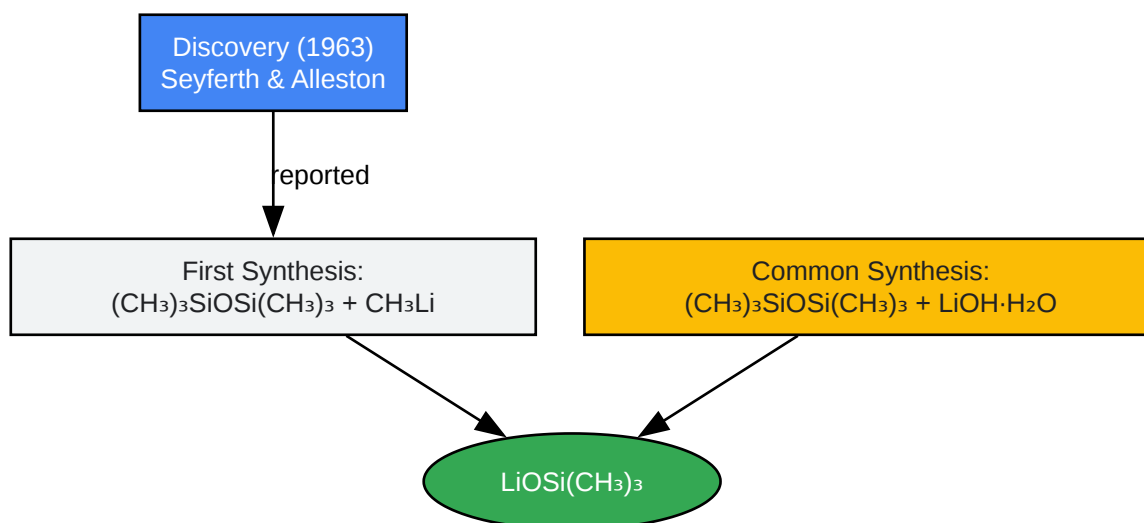 Discovery (1963)
Seyferth & Alleston
reported
First Synthesis:
(CH₃)₃SiOSi(CH₃)₃ + CH₃Li
Common Synthesis:
(CH₃)₃SiOSi(CH₃)₃ + LiOH·H₂O
LiOSi(CH₃)₃